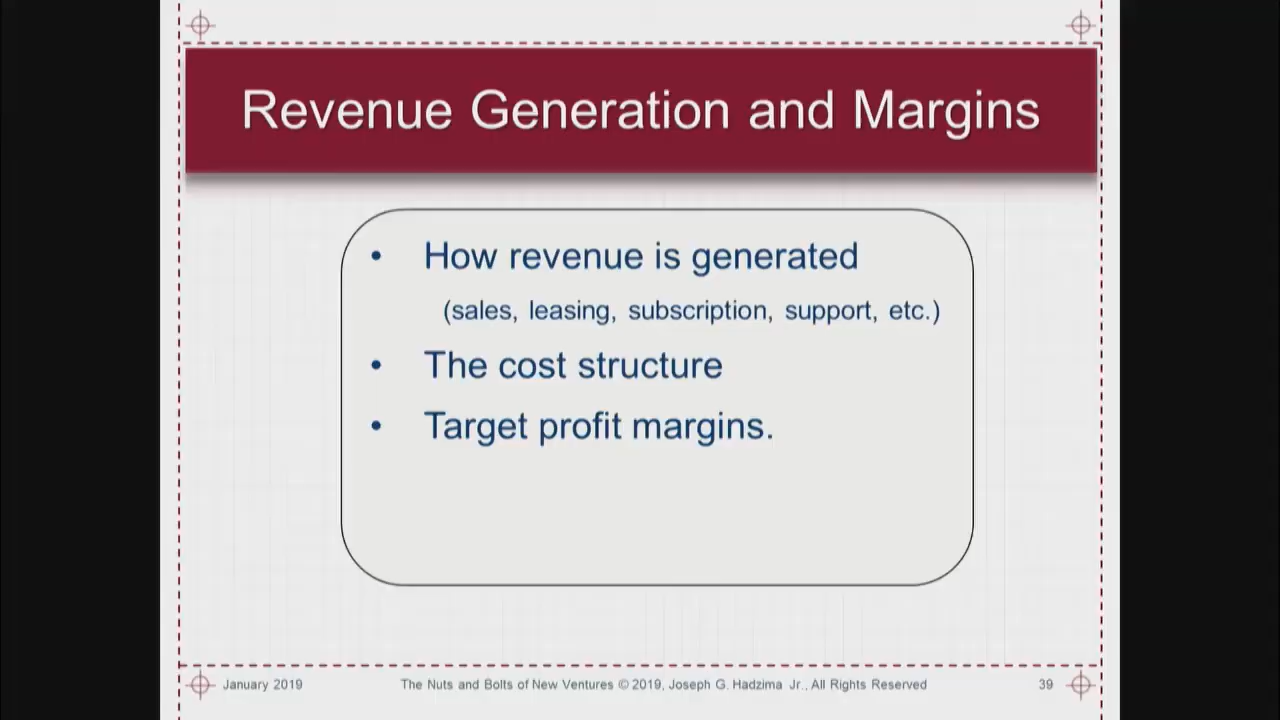 Revenue Generation and Margins
• How revenue is generated
(sales, leasing, subscription, support, etc.)
• The cost structure
• Target profit margins.
January 2019 The Nuts and Bolts of New Ventures © 2019, Joseph G. Hadzima Jr., All Rights Reserved 39